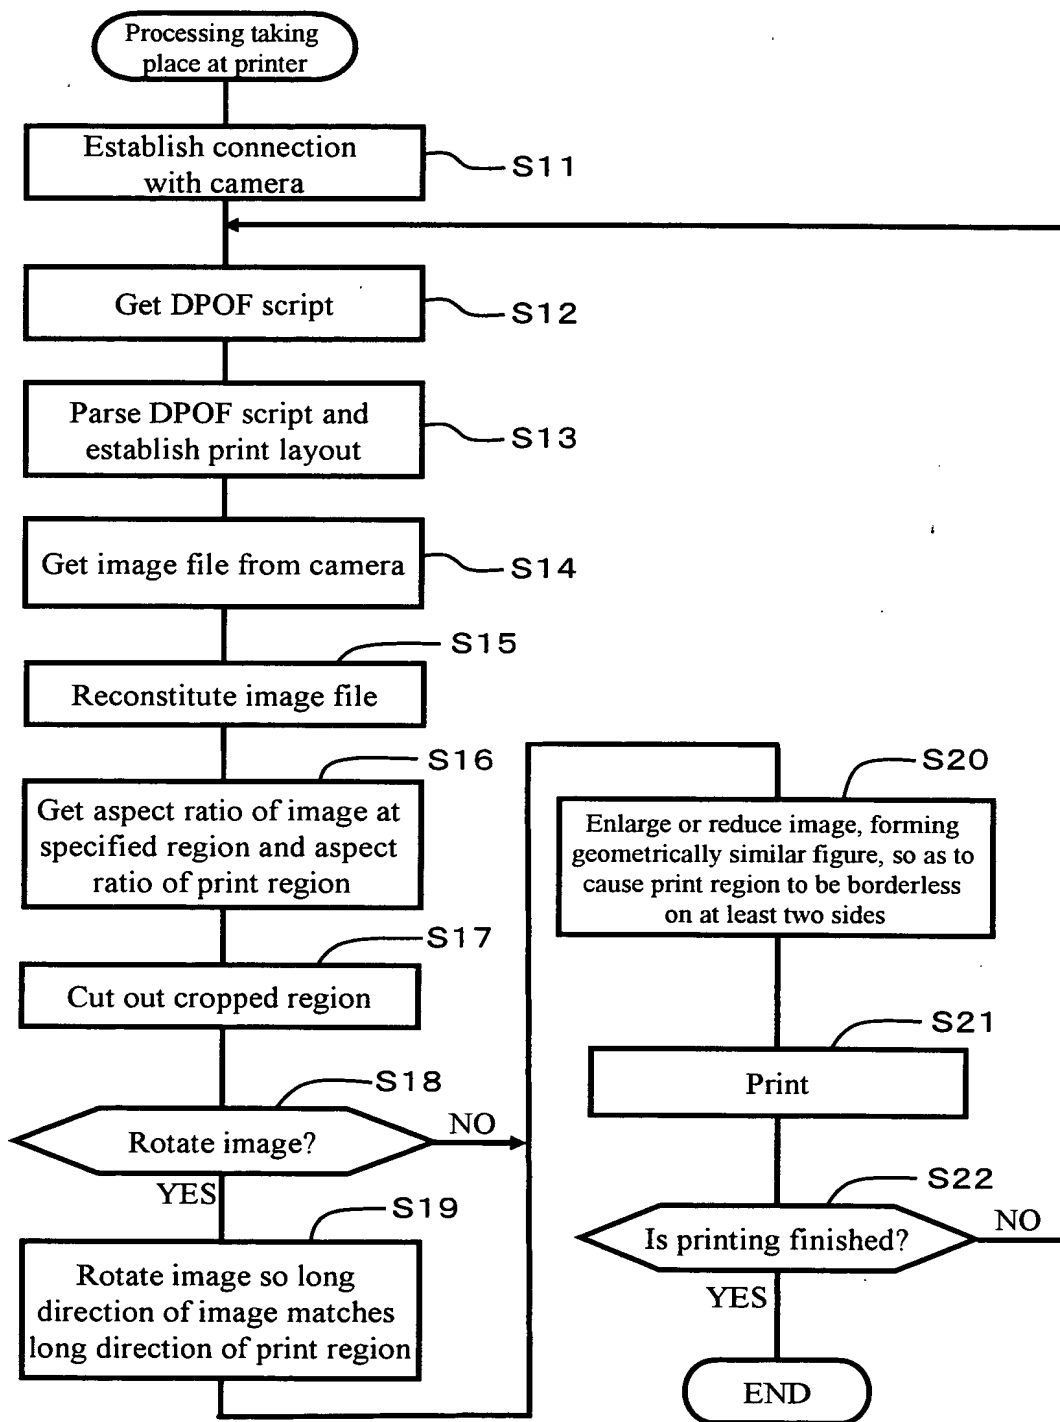 Processing taking
place at printer
Establish connection
with camera
S11
Get DPOF script
S12
Parse DPOF script and
establish print layout
S13
Get image file from camera
S14
S15
Reconstitute image file
S16
Get aspect ratio of image at
specified region and aspect
ratio of print region
S17
Cut out cropped region
S18
Rotate image?
NO
YES
S19
Rotate image so long
direction of image matches
long direction of print region
S20
Enlarge or reduce image, forming
geometrically similar figure, so as to
cause print region to be borderless
on at least two sides
S21
Print
S22
Is printing finished?
NO
YES
END